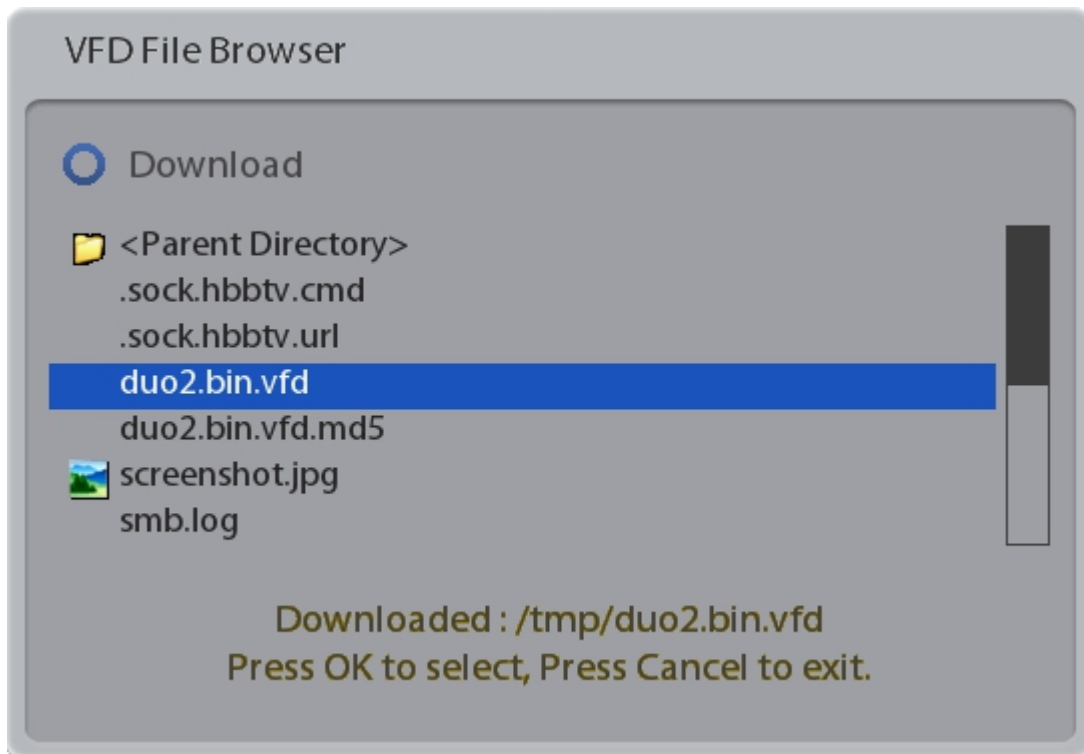 VFD File Browser
Download
<Parent Directory>
.sock.hbbtv.cmd
.sock.hbbtv.url
duo2.bin.vfd
duo2.bin.vfd.md5
screenshot.jpg
smb.log
Downloaded : /tmp/duo2.bin.vfd
Press OK to select, Press Cancel to exit.